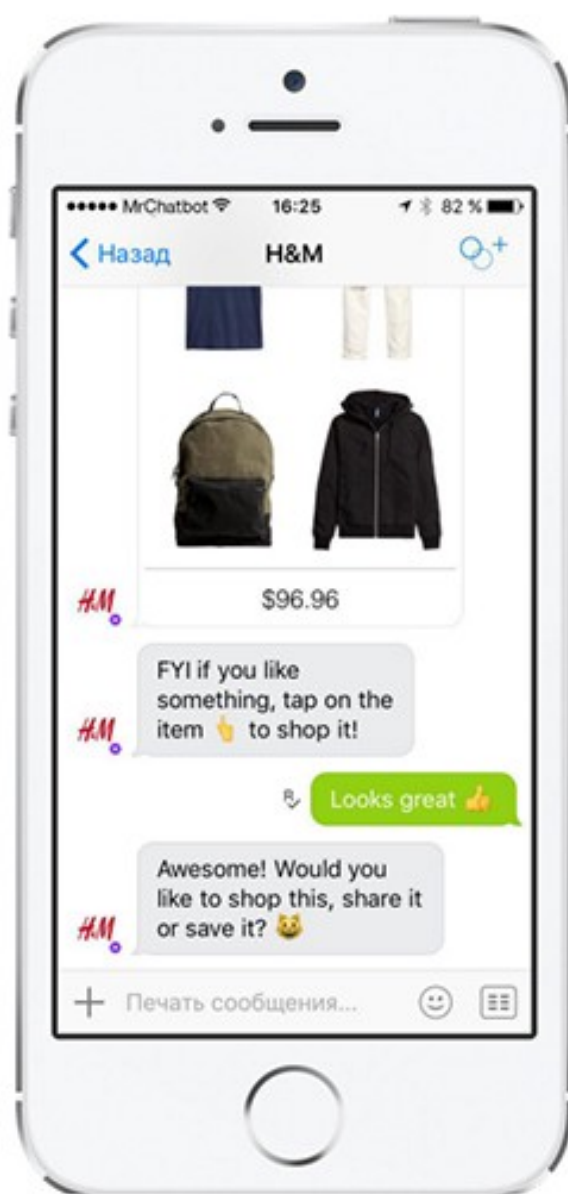 MrChatbot 16:25 82 %
Назад H&M
$96.96
H&M
FYI if you like
something, tap on the
item 👆 to shop it!
H&M
Looks great 👍
Awesome! Would you
like to shop this, share it
or save it? 😺
H&M
Печать сообщения...